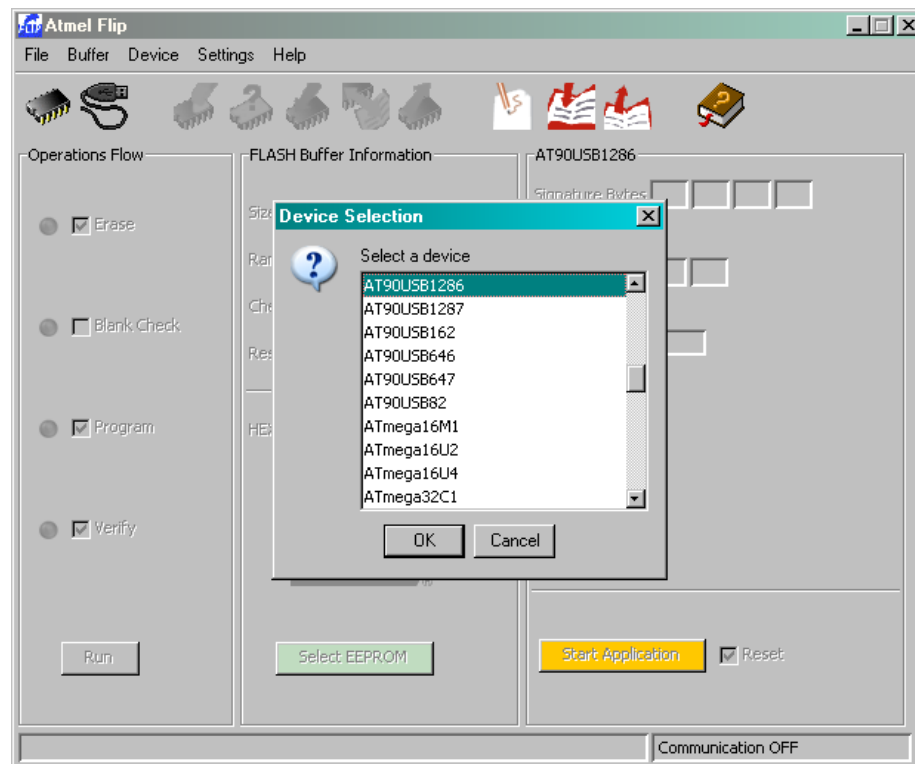 Atmel Flip
File Buffer Device Settings Help
Operations Flow
Erase
Blank Check
Program
Verify
Run
FLASH Buffer Information
Select EEPROM
AT90USB1286
Signature Bytes
Start Application
Reset
Device Selection
Select a device
AT90USB1286
AT90USB1287
AT90USB162
AT90USB646
AT90USB647
AT90USB82
ATmega16M1
ATmega16U2
ATmega16U4
ATmega32C1
OK Cancel
Communication OFF